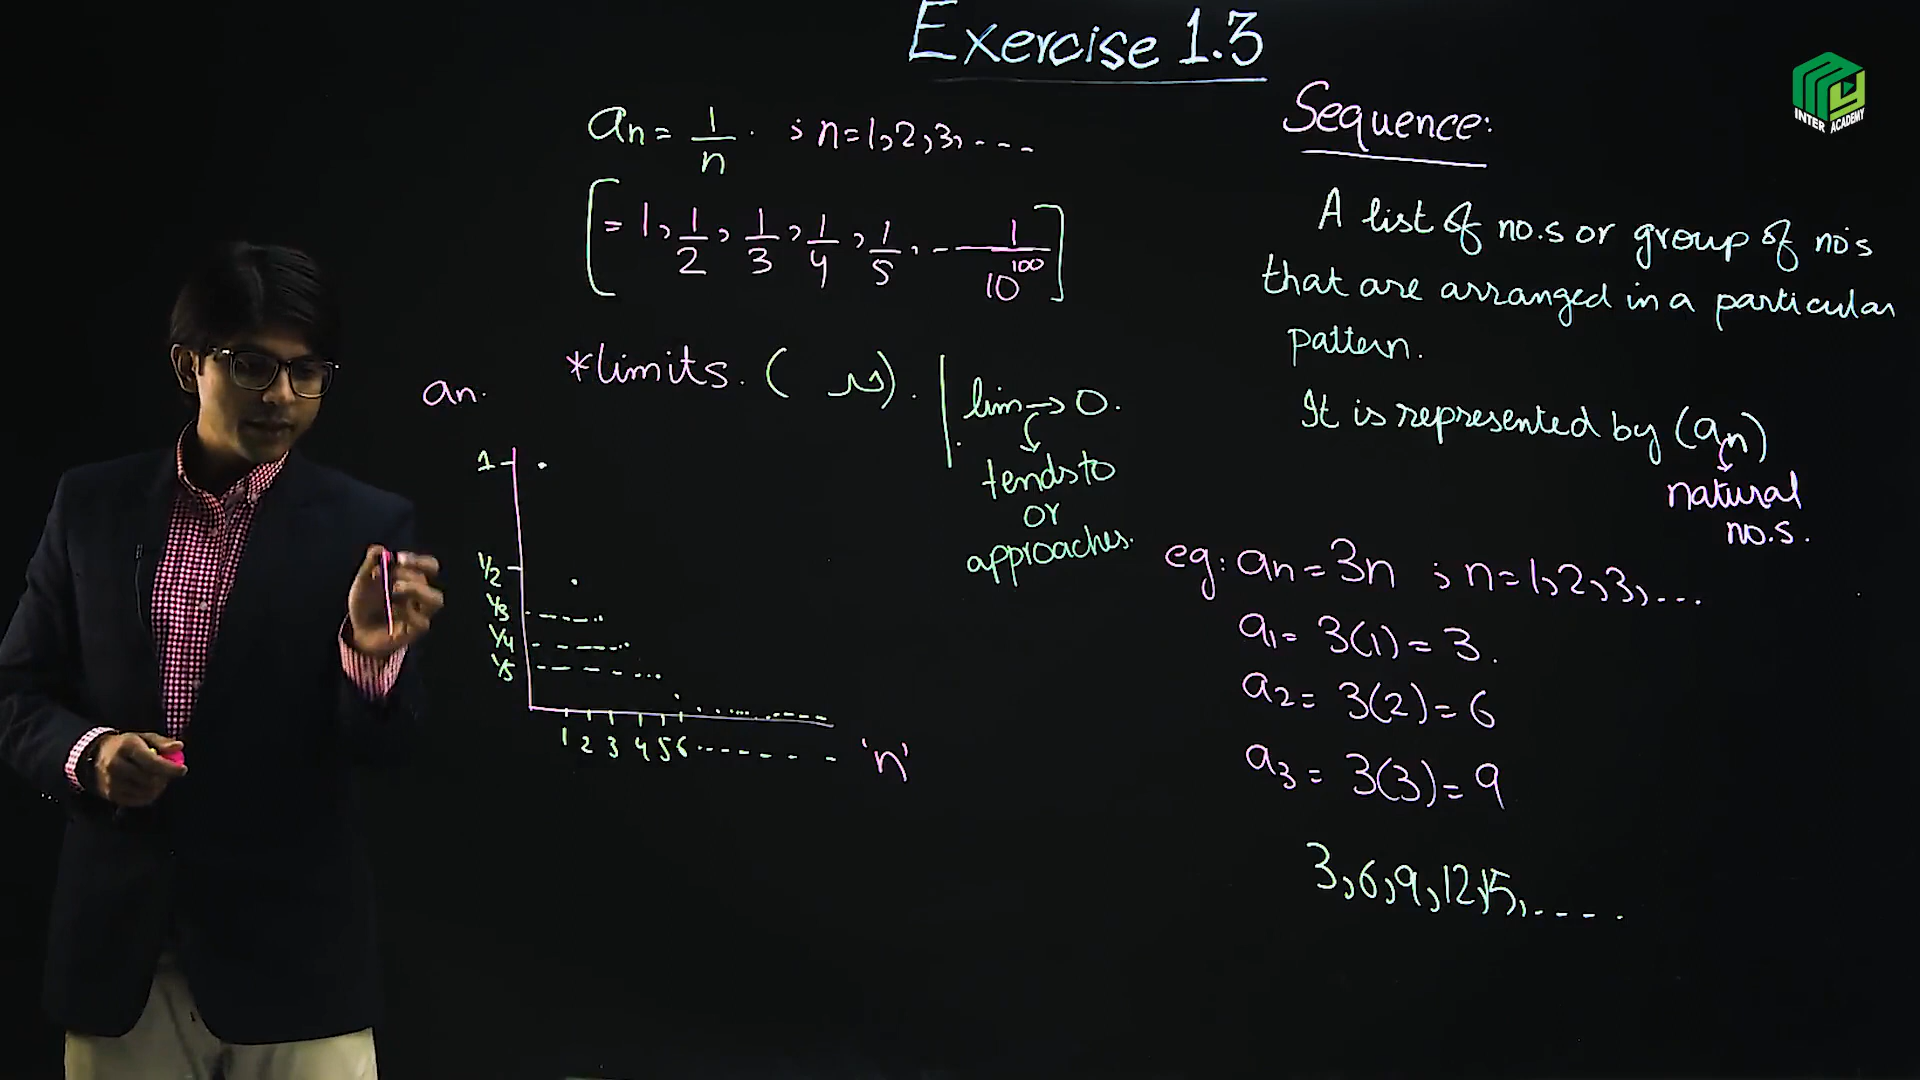 Exercise 1.3
INTER ACADEMY
an = 1/n ; n=1,2,3,...
[= 1, 1/2, 1/3, 1/4, 1/5, -- 1/10^100]
*limits. ( ).
lim → 0.
tends to
or
approaches.
an.
1
1/2
1/3
1/4
1/5
1 2 3 4 5 6 ........ 'n'
Sequence:
A list of no.s or group of no's
that are arranged in a particular
pattern.
It is represented by (an)
natural
no.s.
eg: an = 3n ; n=1,2,3,...
a1 = 3(1) = 3.
a2 = 3(2) = 6
a3 = 3(3) = 9
3,6,9,12,15,.....